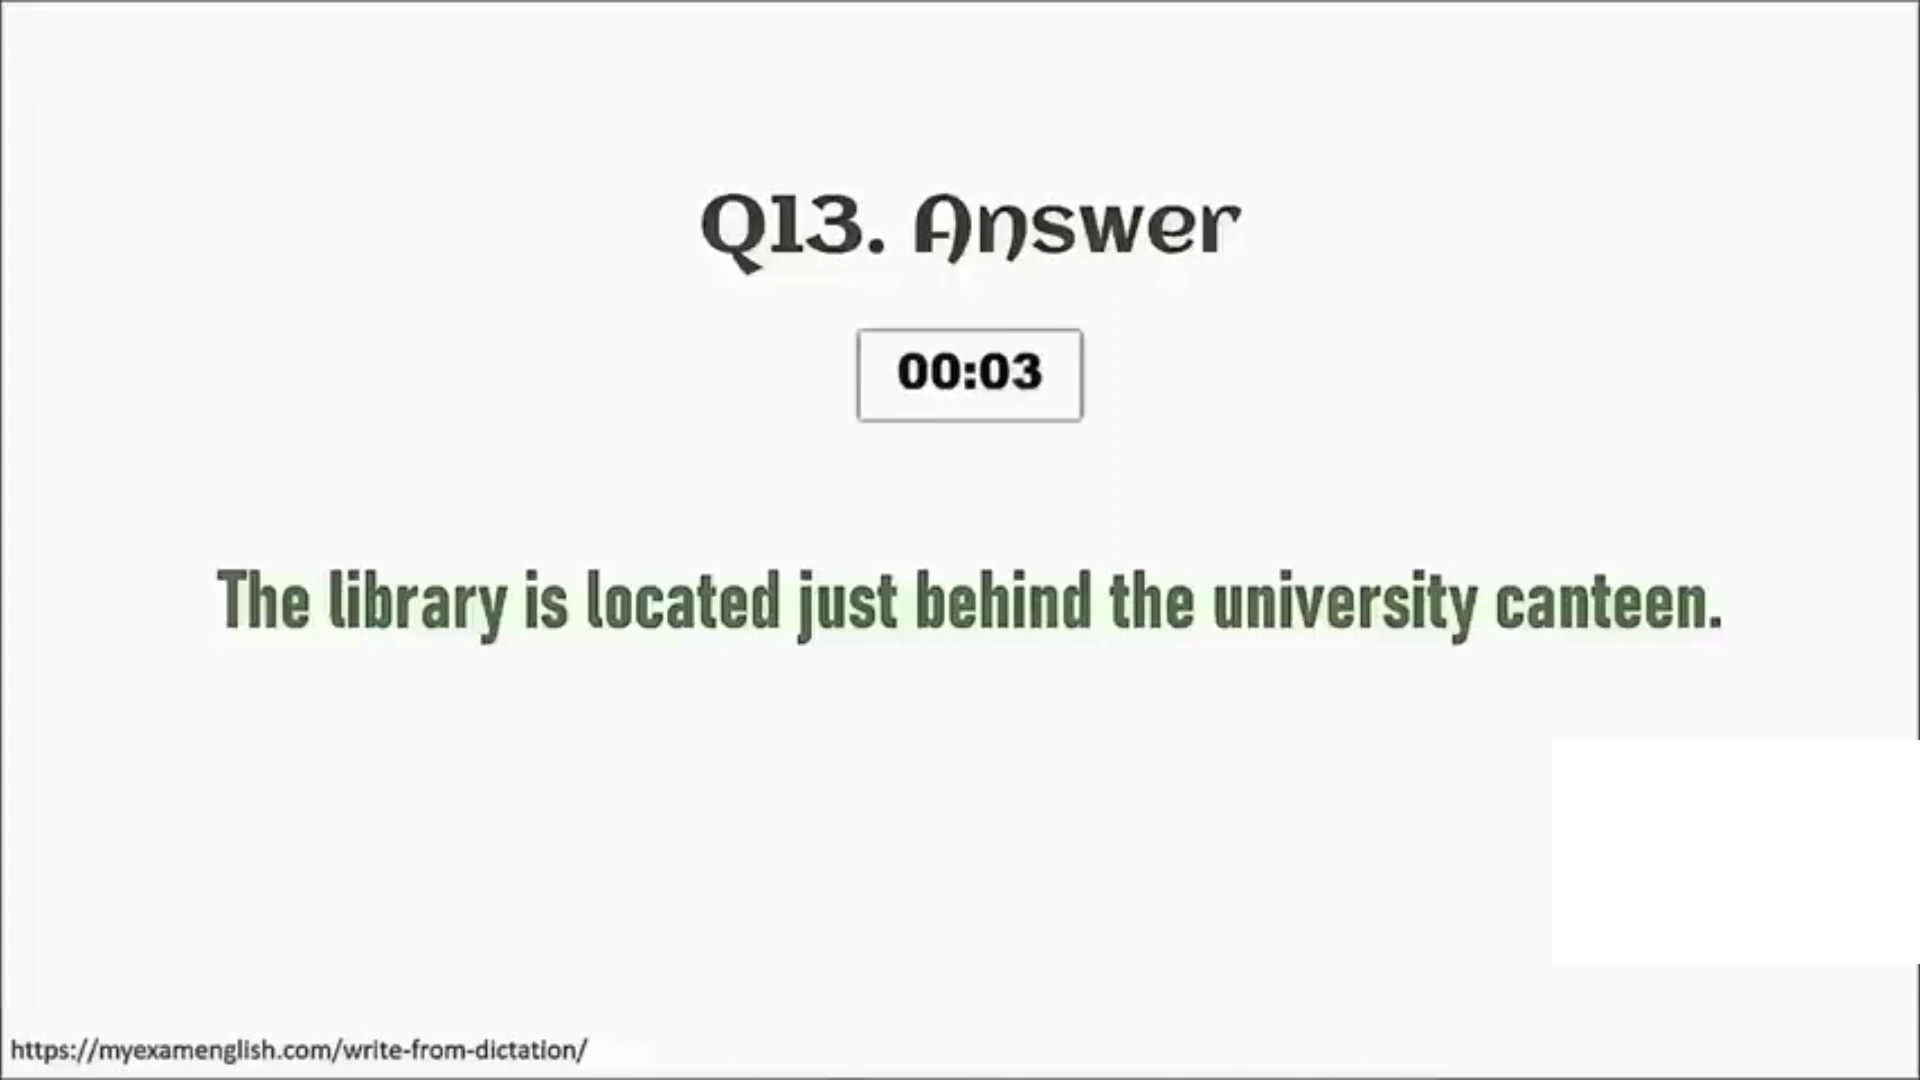 Q13. Answer
00:03
The library is located just behind the university canteen.
https://myexamenglish.com/write-from-dictation/